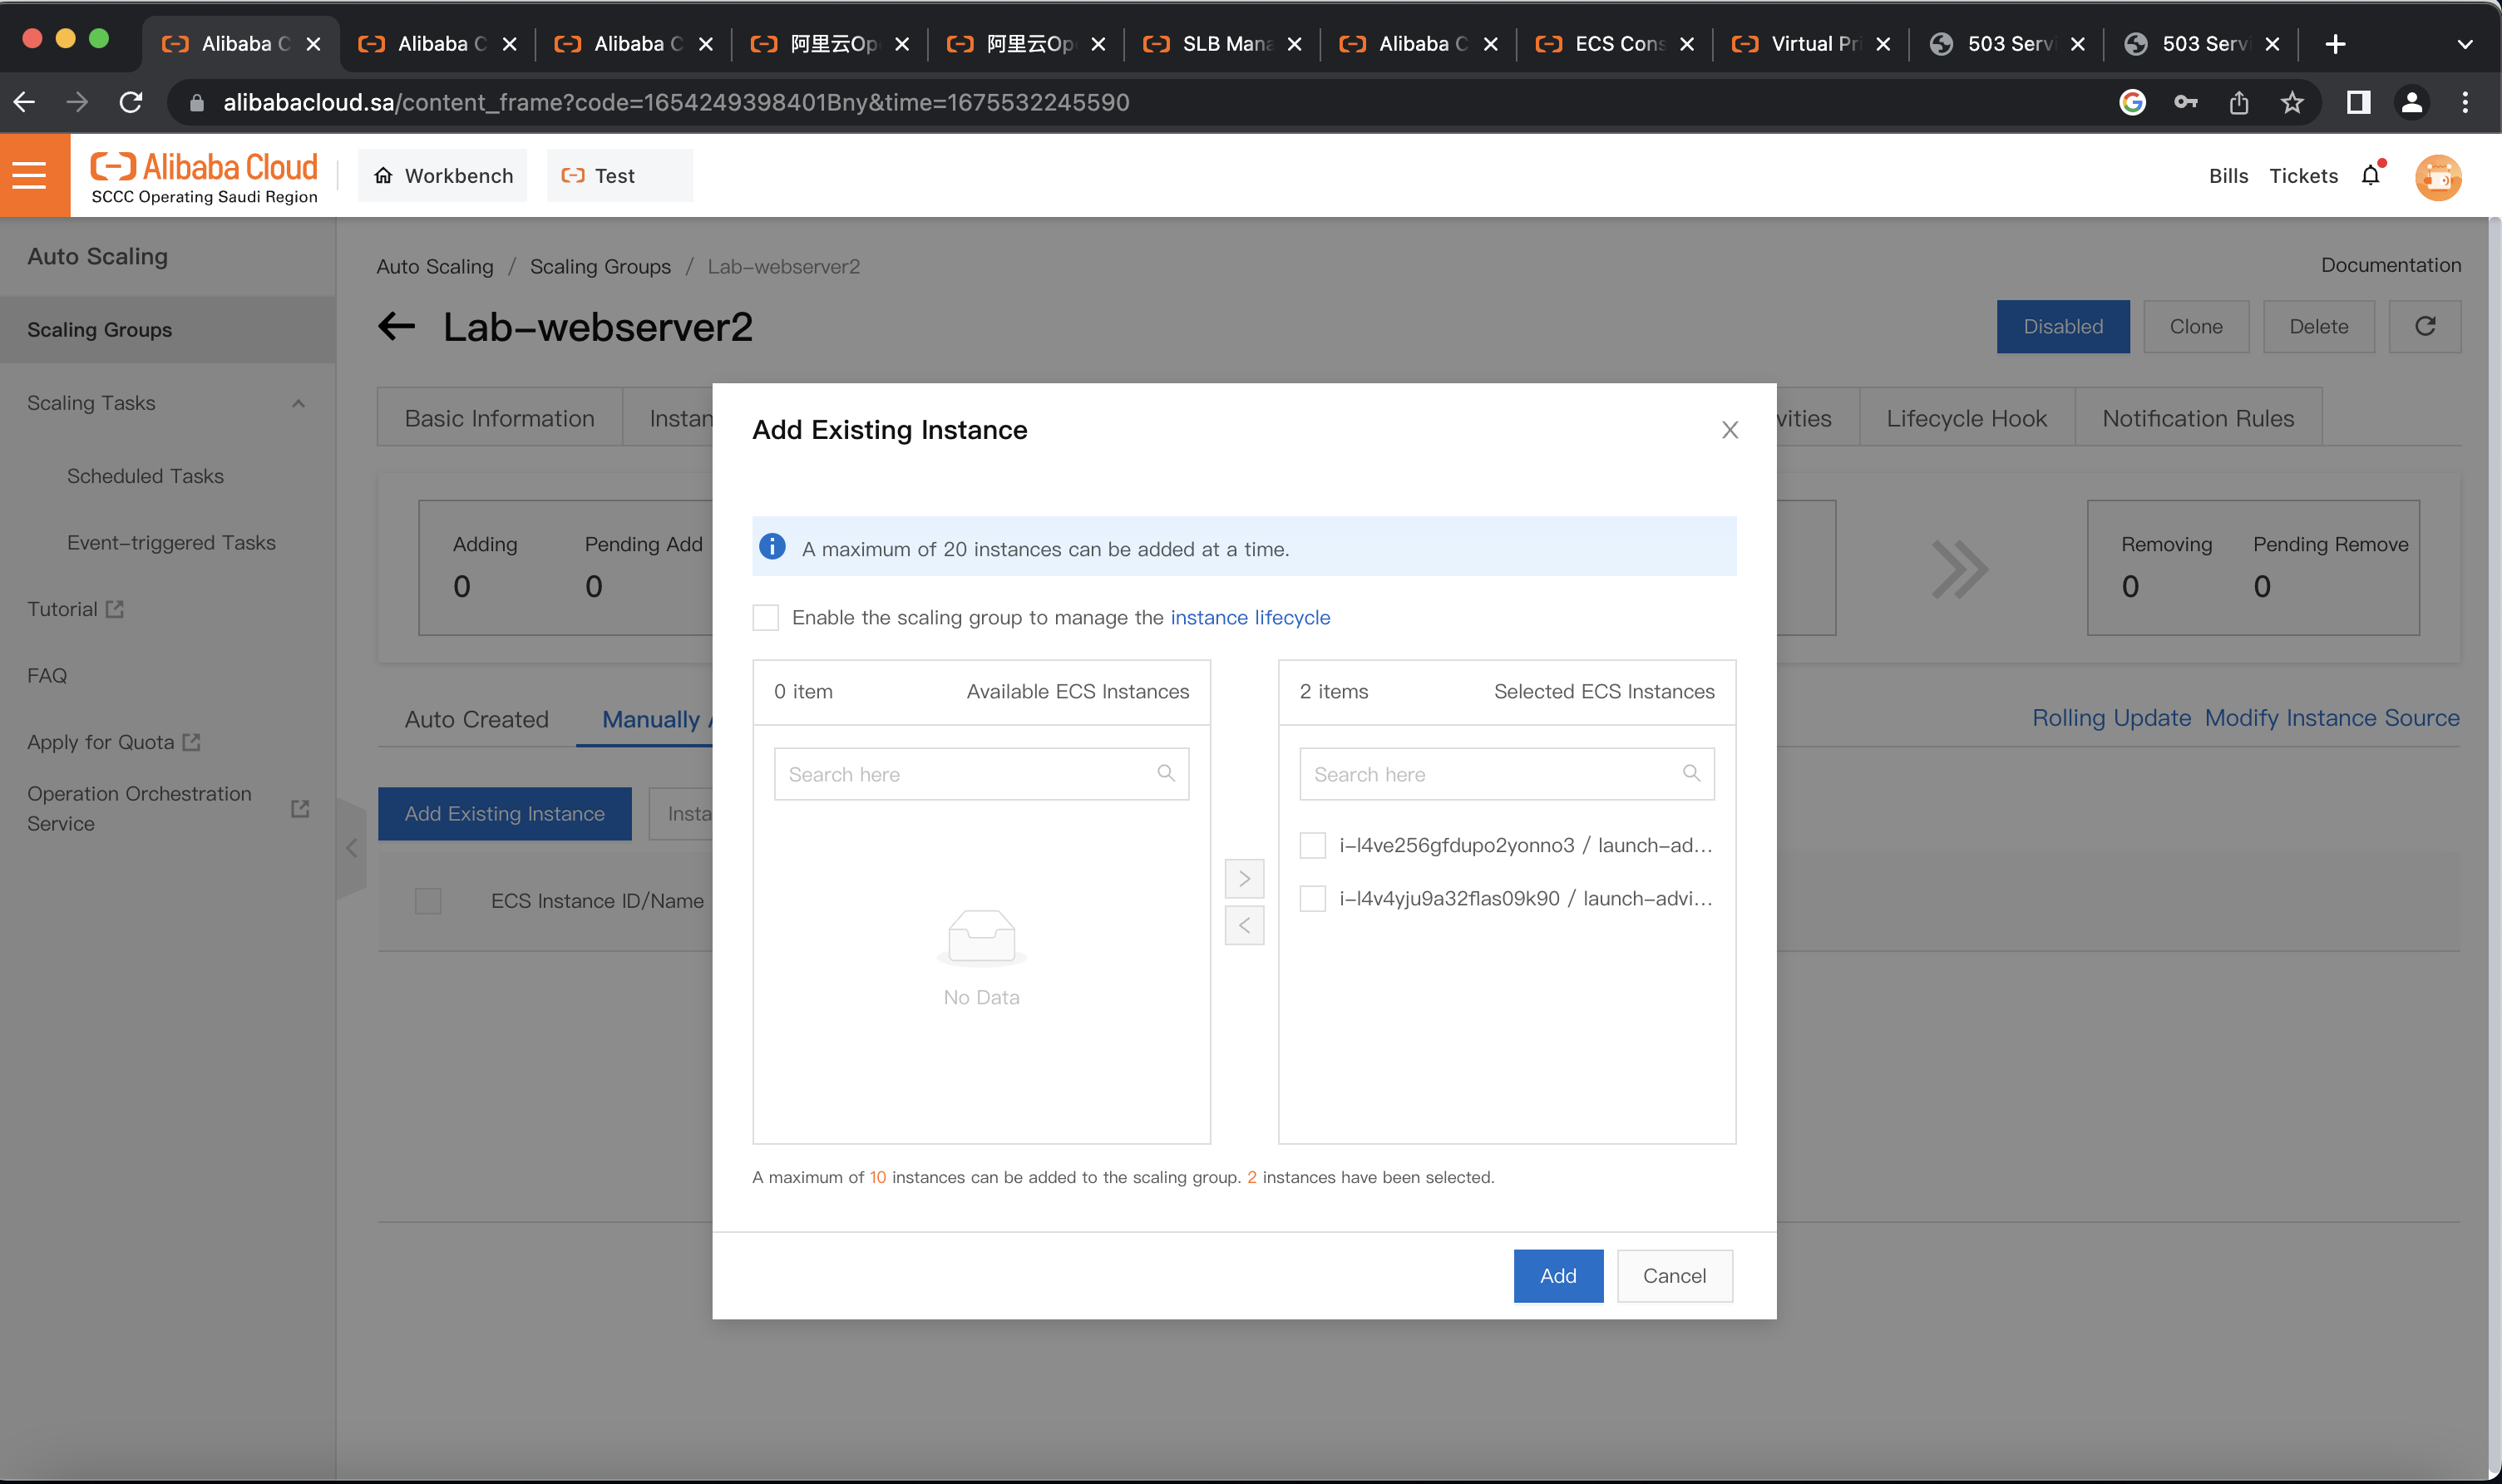 Alibaba C
Alibaba C
Alibaba C
阿里云Op
阿里云Op
SLB Mana
Alibaba C
ECS Cons
Virtual Pri
503 Serv
503 Serv
alibabacloud.sa/content_frame?code=1654249398401Bny&time=1675532245590
Alibaba Cloud
SCCC Operating Saudi Region
Workbench
Test
Bills
Tickets
Auto Scaling
Scaling Groups
Scaling Tasks
Scheduled Tasks
Event-triggered Tasks
Tutorial
FAQ
Apply for Quota
Operation Orchestration
Service
Auto Scaling / Scaling Groups / Lab-webserver2
Documentation
Lab-webserver2
Disabled
Clone
Delete
Basic Information
Instan
vities
Lifecycle Hook
Notification Rules
Adding
Pending Add
0
0
Removing
Pending Remove
0
0
Auto Created
Manually A
Rolling Update
Modify Instance Source
Add Existing Instance
Insta
ECS Instance ID/Name
Add Existing Instance
A maximum of 20 instances can be added at a time.
Enable the scaling group to manage the instance lifecycle
0 item
Available ECS Instances
Search here
No Data
2 items
Selected ECS Instances
Search here
i-l4ve256gfdupo2yonno3 / launch-ad...
i-l4v4yju9a32flas09k90 / launch-advi...
A maximum of 10 instances can be added to the scaling group. 2 instances have been selected.
Add
Cancel